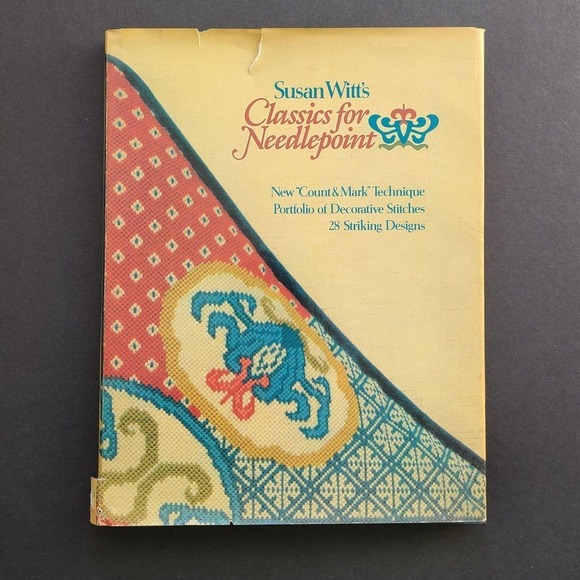 Susan Witt's
Classics for
Needlepoint
New "Count & Mark" Technique
Portfolio of Decorative Stitches
28 Striking Designs